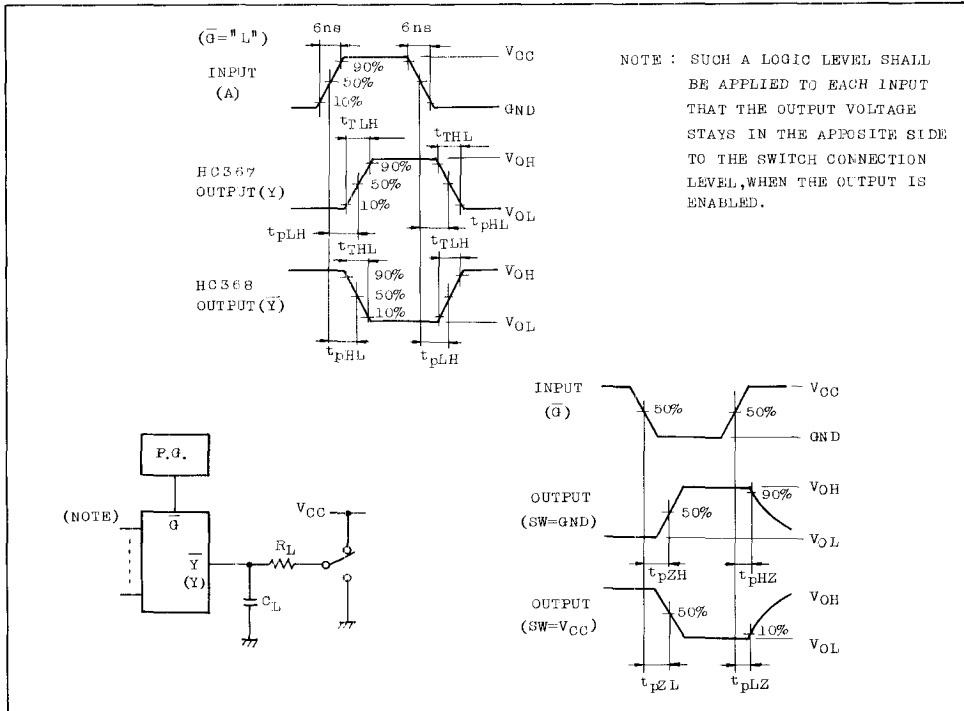 6ns
6ns
(G̅="L")
INPUT
(A)
VCC
90%
50%
10%
GND
tTLH
tTHL
HC367
OUTPUT(Y)
VOH
90%
50%
10%
VOL
tpLH
tpHL
tTHL
tTLH
HC368
OUTPUT(Y̅)
VOH
90%
50%
10%
VOL
tpHL
tpLH
NOTE : SUCH A LOGIC LEVEL SHALL
BE APPLIED TO EACH INPUT
THAT THE OUTPUT VOLTAGE
STAYS IN THE APPOSITE SIDE
TO THE SWITCH CONNECTION
LEVEL,WHEN THE OUTPUT IS
ENABLED.
P.G.
(NOTE)
G̅
Y̅
(Y)
VCC
RL
CL
INPUT
(G̅)
VCC
50%
50%
GND
OUTPUT
(SW=GND)
VOH
90%
50%
VOL
tpZH
tpHZ
OUTPUT
(SW=VCC)
VOH
50%
10%
VOL
tpZL
tpLZ